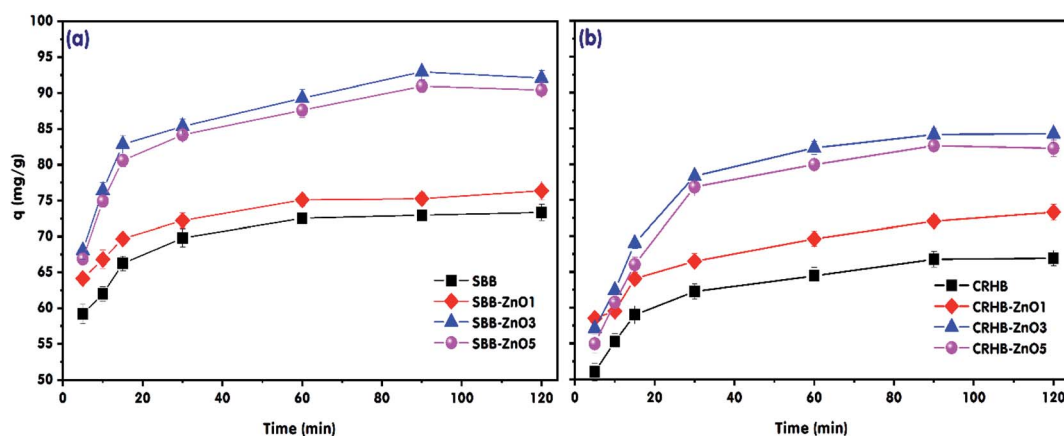 (a)
q (mg/g)
100
95
90
85
80
75
70
65
60
55
50
0 20 40 60 80 100 120
Time (min)
SBB
SBB-ZnO1
SBB-ZnO3
SBB-ZnO5
(b)
0 20 40 60 80 100 120
Time (min)
CRHB
CRHB-ZnO1
CRHB-ZnO3
CRHB-ZnO5